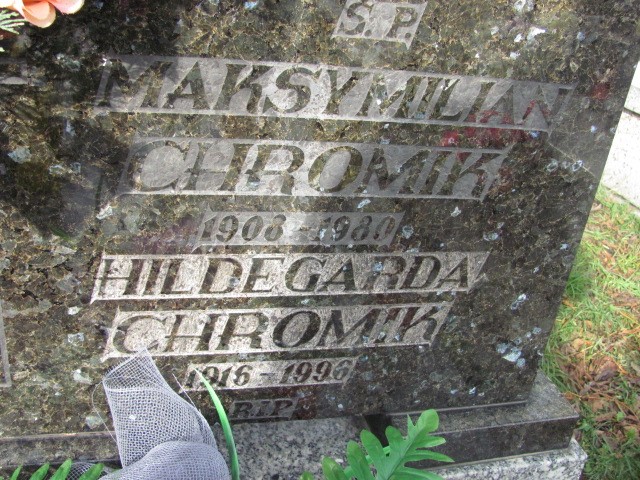 Ś.P.
MAKSYMILIAN
CHROMIK
1908-1980
HILDEGARDA
CHROMIK
1916-1996
R.I.P.